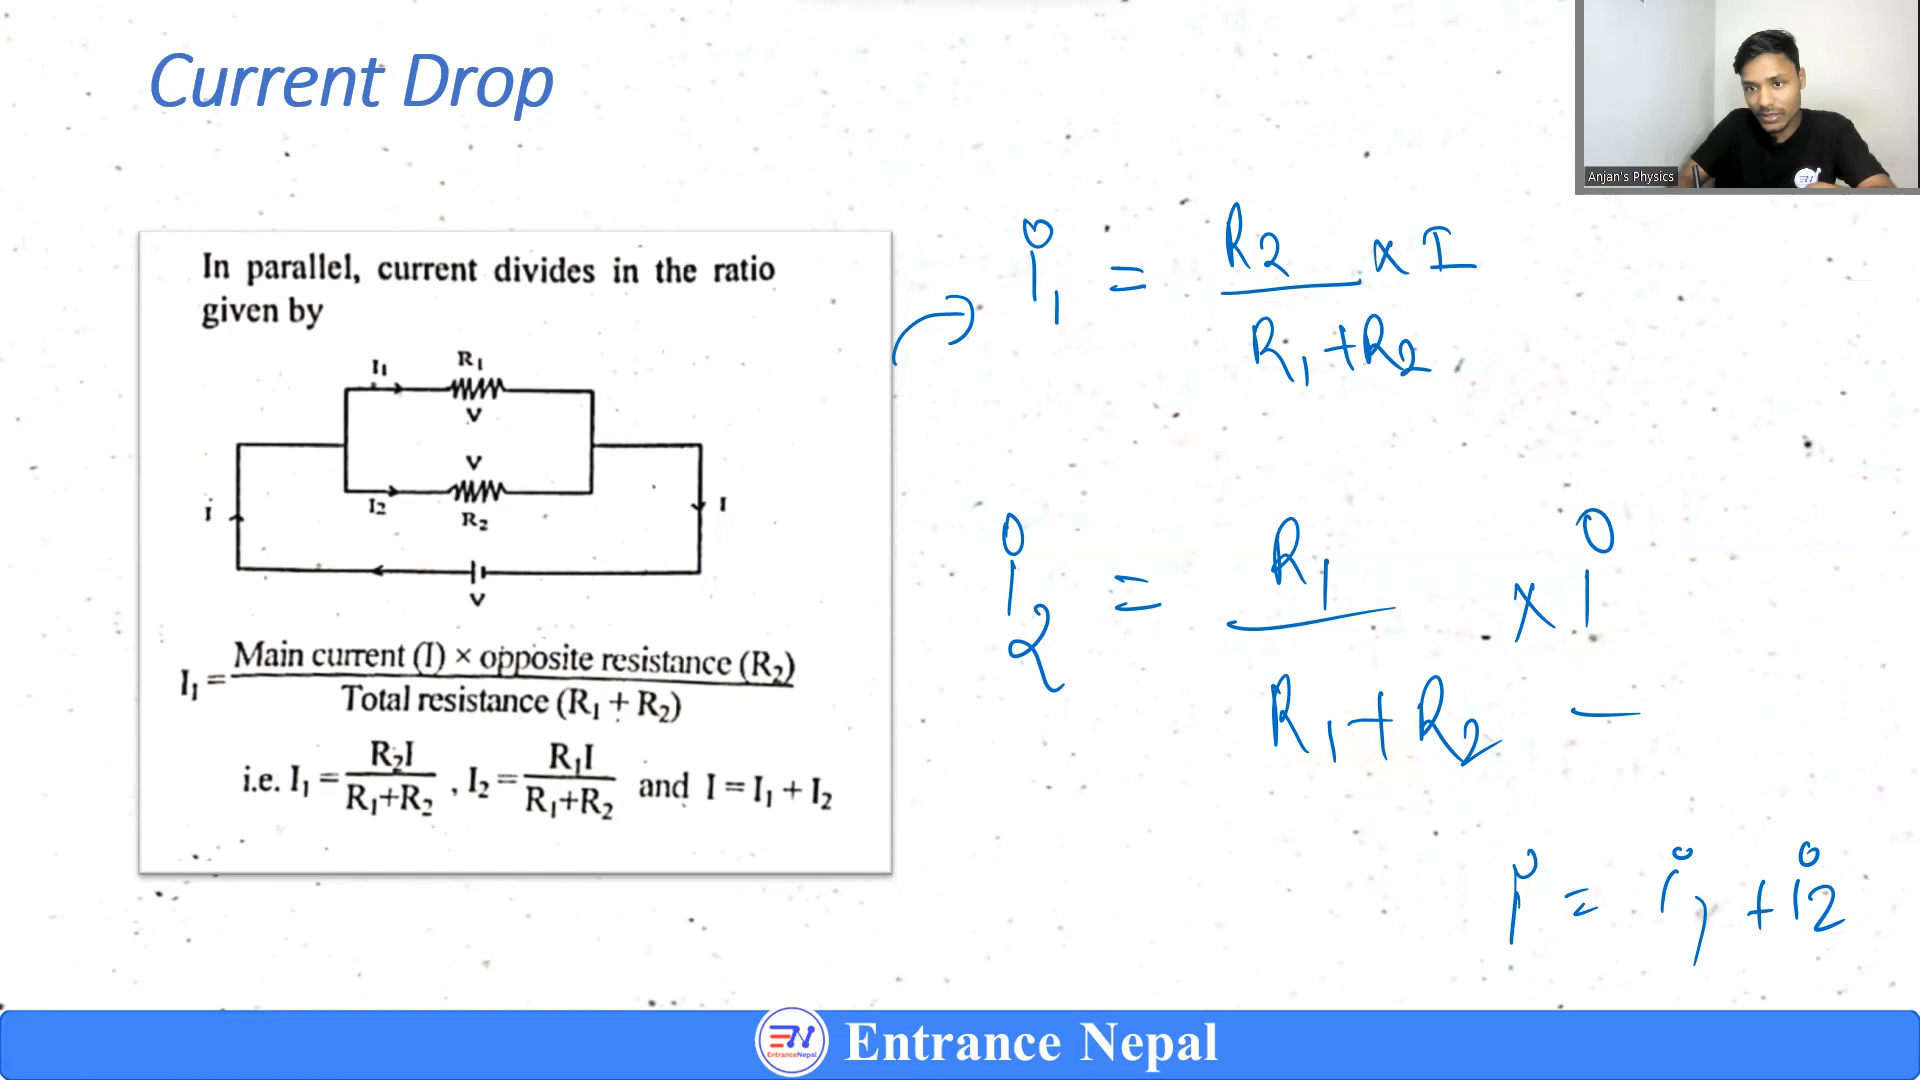 Current Drop
Anjan's Physics
In parallel, current divides in the ratio
given by
I₁ R₁
V
V
I₂ R₂
i I
V
I₁ = Main current (I) × opposite resistance (R₂)
Total resistance (R₁ + R₂)
i.e. I₁ = R₂I / R₁+R₂ , I₂ = R₁I / R₁+R₂ and I = I₁ + I₂
i₁ = R₂ × I
R₁ + R₂
i₂ = R₁ × i
R₁ + R₂
i = i₁ + i₂
EN
EntranceNepal
Entrance Nepal